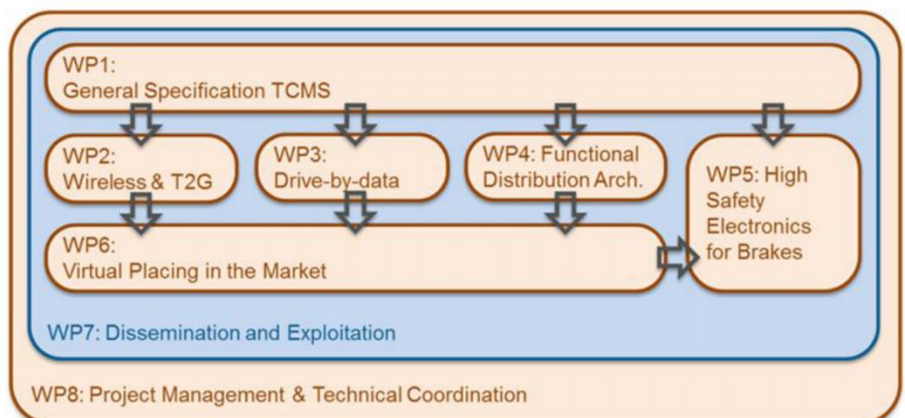 WP1:
General Specification TCMS
WP2:
Wireless & T2G
WP3:
Drive-by-data
WP4: Functional
Distribution Arch.
WP5: High
Safety
Electronics
for Brakes
WP6:
Virtual Placing in the Market
WP7: Dissemination and Exploitation
WP8: Project Management & Technical Coordination